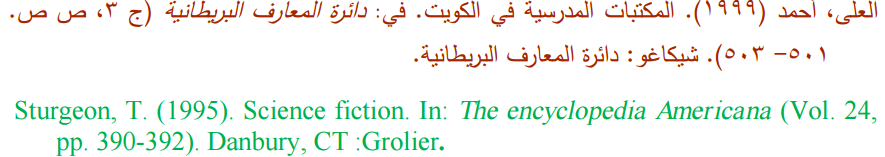 العلى، أحمد (١٩٩٩). المكتبات المدرسية في الكويت. في: دائرة المعارف البريطانية (ج ٣، ص ص.
٥٠١– ٥٠٣). شيكاغو: دائرة المعارف البريطانية.
Sturgeon, T. (1995). Science fiction. In: The encyclopedia Americana (Vol. 24,
pp. 390-392). Danbury, CT :Grolier.